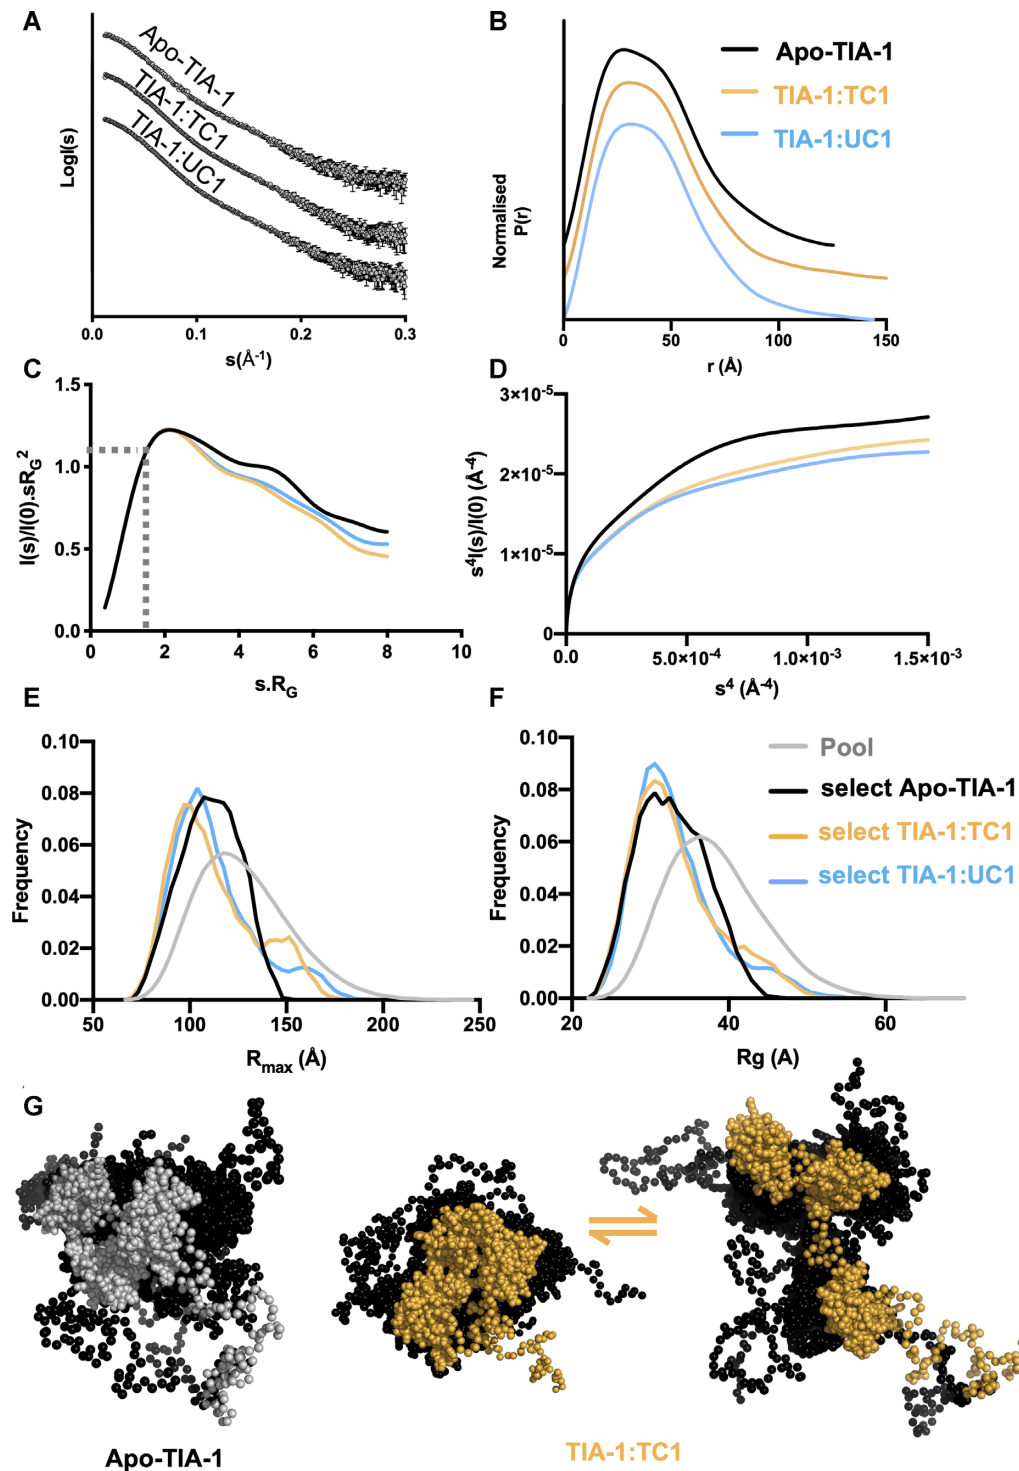 A
Apo-TIA-1
TIA-1:TC1
TIA-1:UC1
LogI(s)
0.0
0.1
0.2
0.3
s(Å-1)
B
Apo-TIA-1
TIA-1:TC1
TIA-1:UC1
Normalised
P(r)
0
50
100
150
r (Å)
C
1.5
1.0
0.5
0.0
I(s)/I(0).sRG2
0
2
4
6
8
10
s.RG
D
3×10-5
2×10-5
1×10-5
0
s4I(s)/I(0) (Å-4)
0.0
5.0×10-4
1.0×10-3
1.5×10-3
s4 (Å-4)
E
0.10
0.08
0.06
0.04
0.02
0.00
Frequency
50
100
150
200
250
Rmax (Å)
F
0.10
0.08
0.06
0.04
0.02
0.00
Frequency
20
40
60
Rg (A)
Pool
select Apo-TIA-1
select TIA-1:TC1
select TIA-1:UC1
G
Apo-TIA-1
TIA-1:TC1